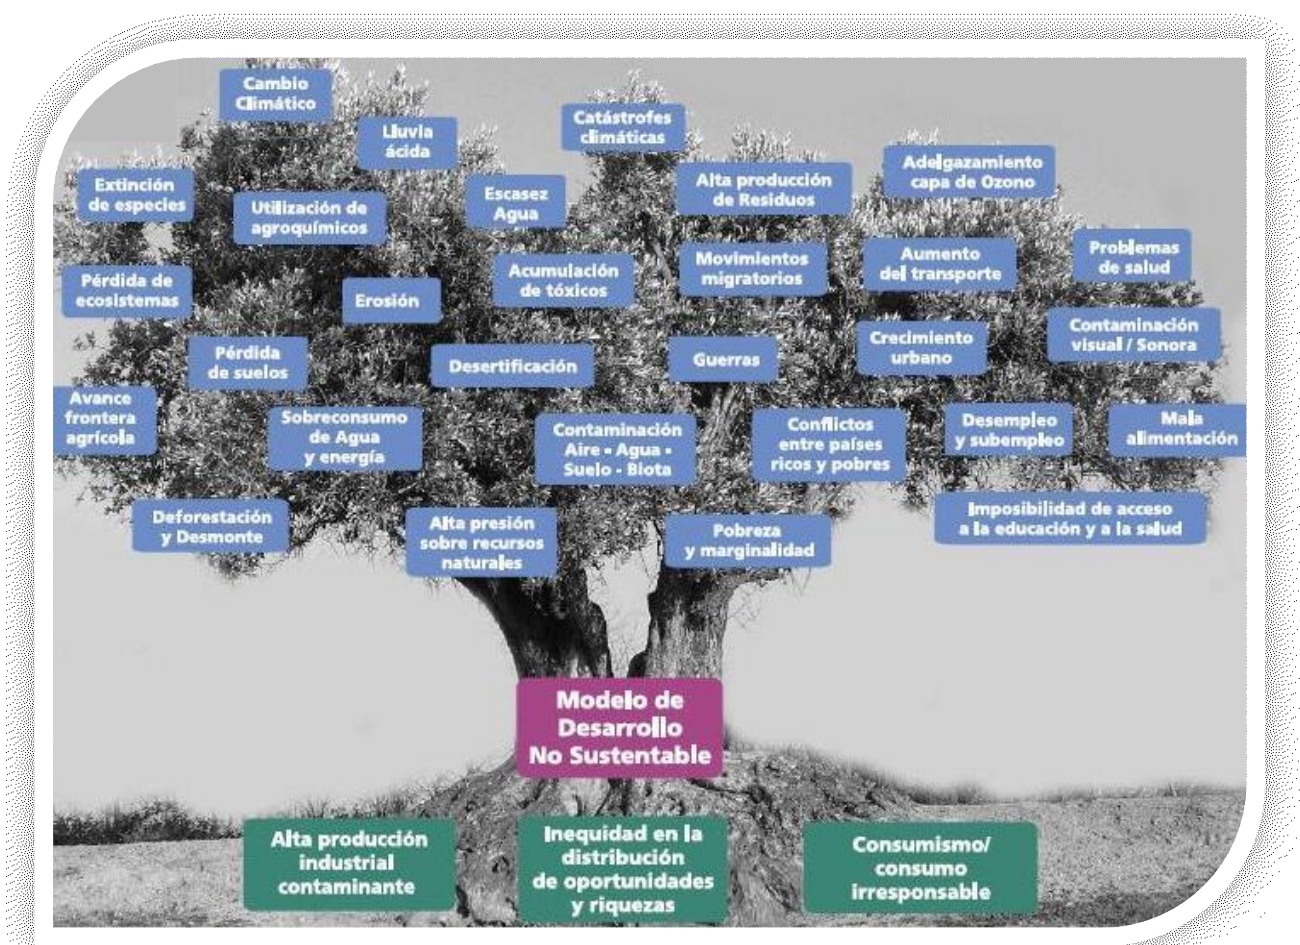 Cambio
Climático
Lluvia
ácida
Catástrofes
climáticas
Adelgazamiento
capa de Ozono
Extinción
de especies
Utilización de
agroquímicos
Escasez
Agua
Alta producción
de Residuos
Problemas
de salud
Pérdida de
ecosistemas
Erosión
Acumulación
de tóxicos
Movimientos
migratorios
Aumento
del transporte
Contaminación
visual / Sonora
Pérdida
de suelos
Desertificación
Guerras
Crecimiento
urbano
Avance
frontera
agrícola
Sobreconsumo
de Agua
y energía
Contaminación
Aire - Agua -
Suelo - Biota
Conflictos
entre países
ricos y pobres
Desempleo
y subempleo
Mala
alimentación
Deforestación
y Desmonte
Alta presión
sobre recursos
naturales
Pobreza
y marginalidad
Imposibilidad de acceso
a la educación y a la salud
Modelo de
Desarrollo
No Sustentable
Alta producción
industrial
contaminante
Inequidad en la
distribución
de oportunidades
y riquezas
Consumismo/
consumo
irresponsable